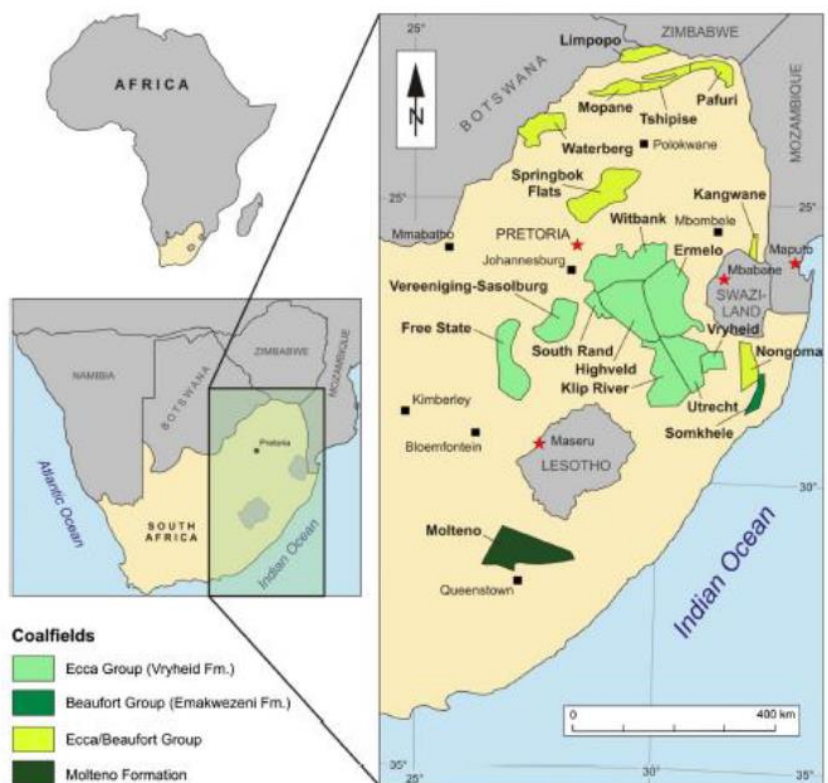 AFRICA
NAMIBIA
BOTSWANA
ZIMBABWE
MOZAMBIQUE
Pretoria
Atlantic Ocean
SOUTH
AFRICA
Indian Ocean
Coalfields
Ecca Group (Vryheid Fm.)
Beaufort Group (Emakwezeni Fm.)
Ecca/Beaufort Group
Molteno Formation
25°
30°
ZIMBABWE
Limpopo
BOTSWANA
MOZAMBIQUE
N
Mopane
Tshipise
Pafuri
Waterberg
Polokwane
Springbok
Flats
25°
25°
Kangwane
Witbank
Mbombele
Mmabatho
PRETORIA
Ermelo
Maputo
Johannesburg
Mbabane
Vereeniging-Sasolburg
SWAZI-
LAND
Free State
Vryheid
South Rand
Nongoma
Highveld
Klip River
Kimberley
Utrecht
Somkhele
Bloemfontein
Maseru
LESOTHO
30°
Molteno
Queenstown
Indian Ocean
0
400 km
35°
25°
30°
35°